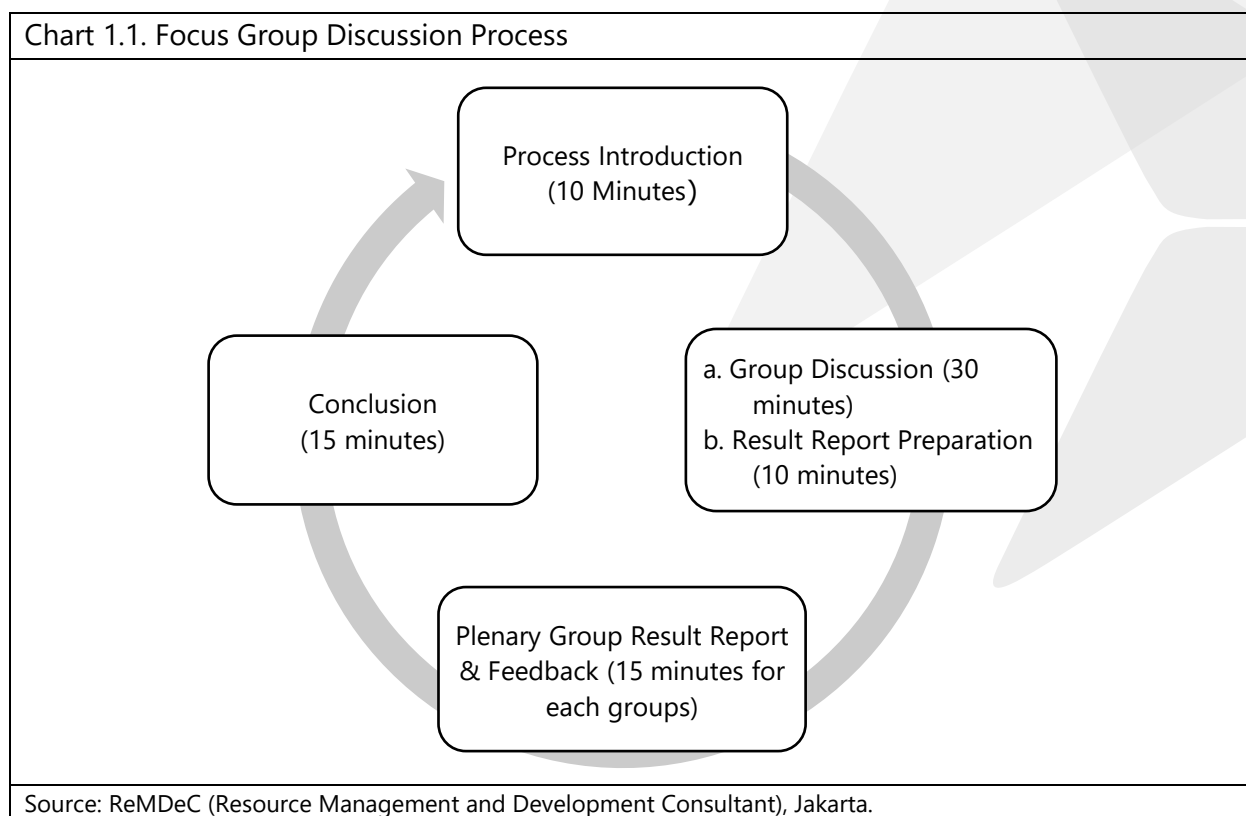 Chart 1.1. Focus Group Discussion Process
Process Introduction
(10 Minutes)
a. Group Discussion (30
minutes)
b. Result Report Preparation
(10 minutes)
Plenary Group Result Report
& Feedback (15 minutes for
each groups)
Conclusion
(15 minutes)
Source: ReMDeC (Resource Management and Development Consultant), Jakarta.